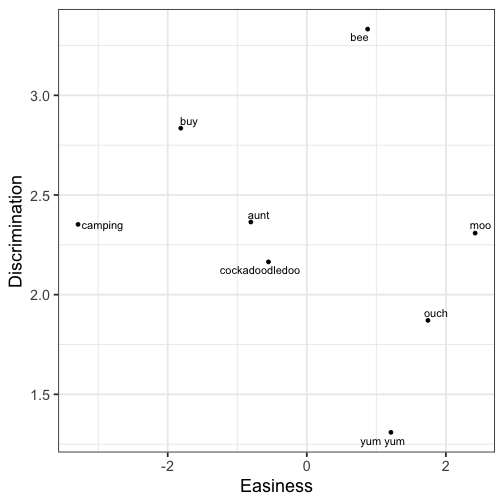 bee
3.0
buy
2.5
camping
aunt
moo
cockadoodledoo
2.0
ouch
1.5
yum yum
-2
0
2
Easiness
Discrimination